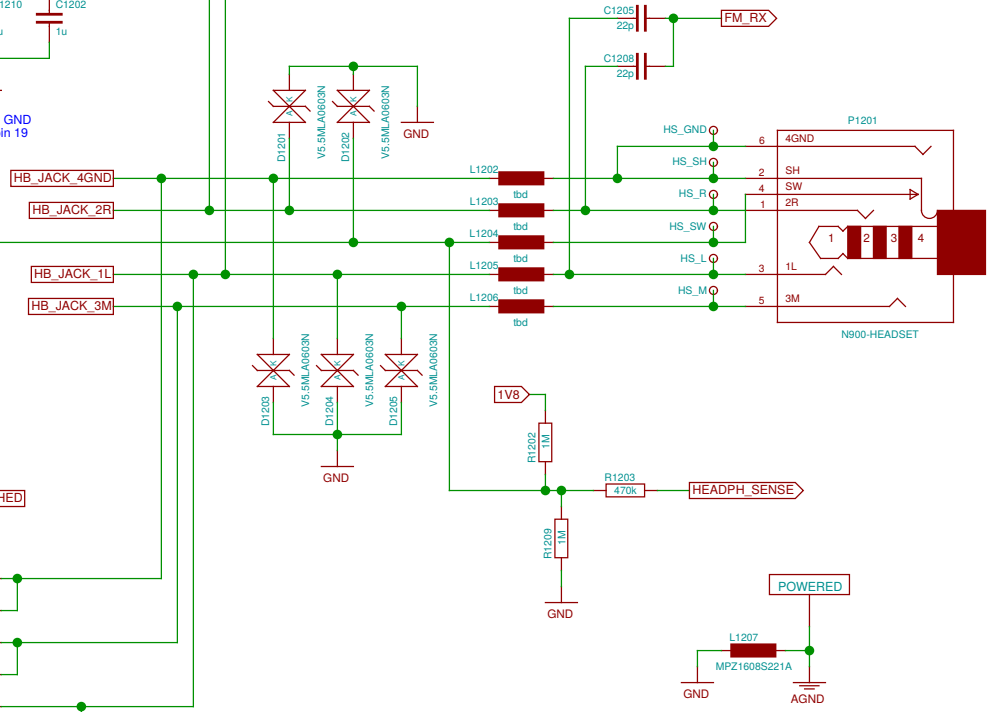 1210
C1202
1u
GND
in 19
C1205
22p
FM_RX
C1208
22p
A K
A K
D1201
V5.5MLA0603N
D1202
V5.5MLA0603N
GND
P1201
HS_GND
6
4GND
HS_SH
HB_JACK_4GND
L1202
tbd
2
SH
HS_R
4
SW
HB_JACK_2R
L1203
tbd
1
2R
HS_SW
L1204
tbd
1 2 3 4
HS_L
HB_JACK_1L
L1205
tbd
3
1L
HS_M
HB_JACK_3M
L1206
tbd
5
3M
N900-HEADSET
A K
A K
A K
D1203
V5.5MLA0603N
D1204
V5.5MLA0603N
D1205
V5.5MLA0603N
GND
1V8
R1202
1M
R1203
470k
HEADPH_SENSE
HED
R1209
1M
GND
POWERED
L1207
MPZ1608S221A
GND
AGND